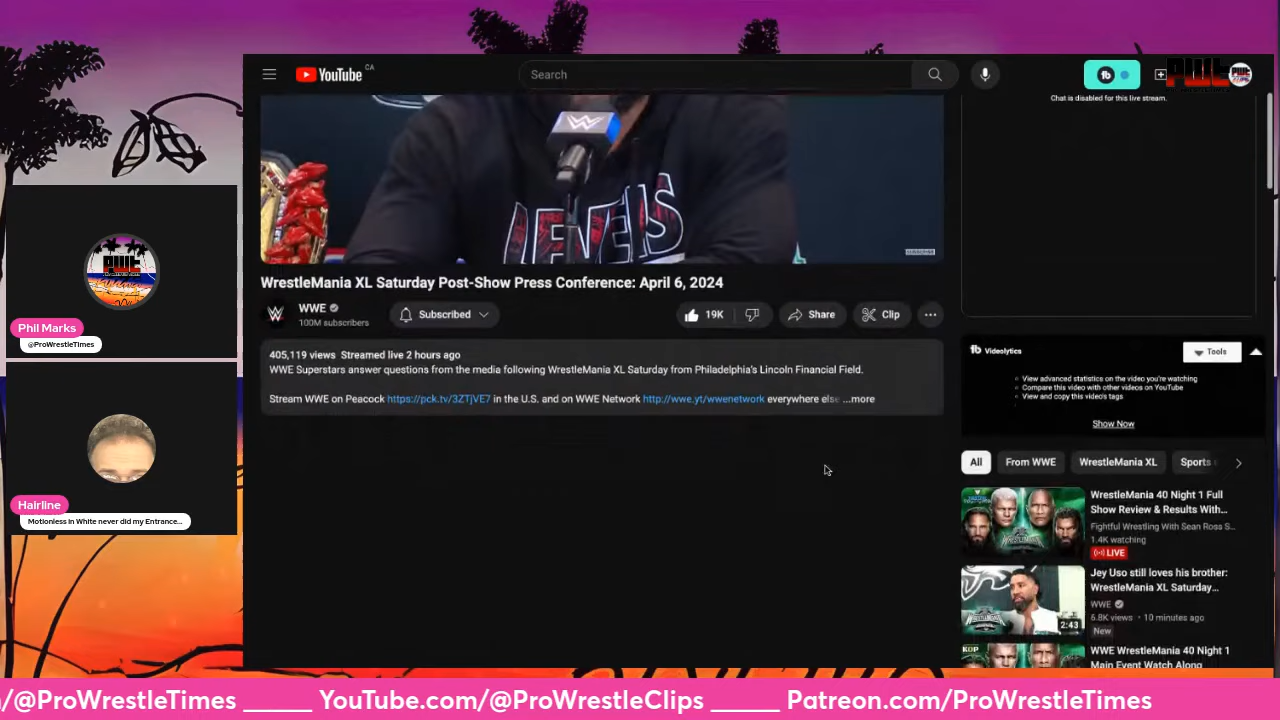 YouTube CA
Search
Chat is disabled for this live stream.
LEVELS
WrestleMania XL Saturday Post-Show Press Conference: April 6, 2024
WWE
100M subscribers
Subscribed
19K
Share
Clip
405,119 views Streamed live 2 hours ago
WWE Superstars answer questions from the media following WrestleMania XL Saturday from Philadelphia's Lincoln Financial Field.
Stream WWE on Peacock https://pck.tv/3ZTjVE7 in the U.S. and on WWE Network http://wwe.yt/wwenetwork everywhere else ...more
Videolytics
Tools
View advanced statistics on the video you're watching
Compare this video with other videos on YouTube
View and copy this video's tags
Show Now
All
From WWE
WrestleMania XL
Sports
WrestleMania 40 Night 1 Full
Show Review & Results With...
Fightful Wrestling With Sean Ross S...
1.4K watching
LIVE
Jey Uso still loves his brother:
WrestleMania XL Saturday...
WWE
6.8K views • 10 minutes ago
New
2:43
WWE WrestleMania 40 Night 1
Main Event Watch Along
PWT
Phil Marks
@ProWrestleTimes
Hairline
Motionless in White never did my Entrance...
/@ProWrestleTimes ______ YouTube.com/@ProWrestleClips ______ Patreon.com/ProWrestleTimes